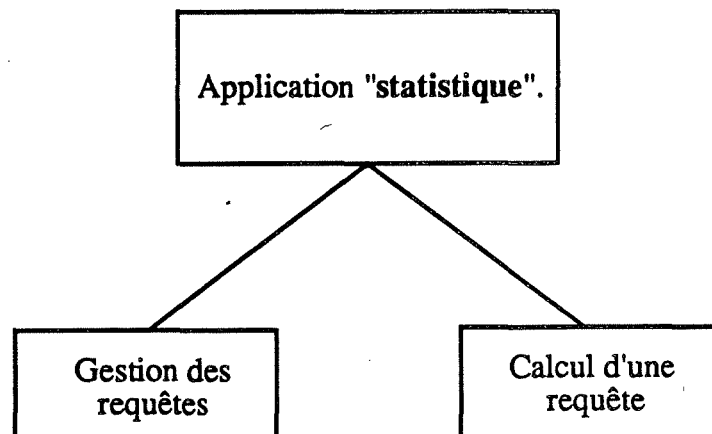 Application "statistique".
Gestion des
requêtes
Calcul d'une
requête